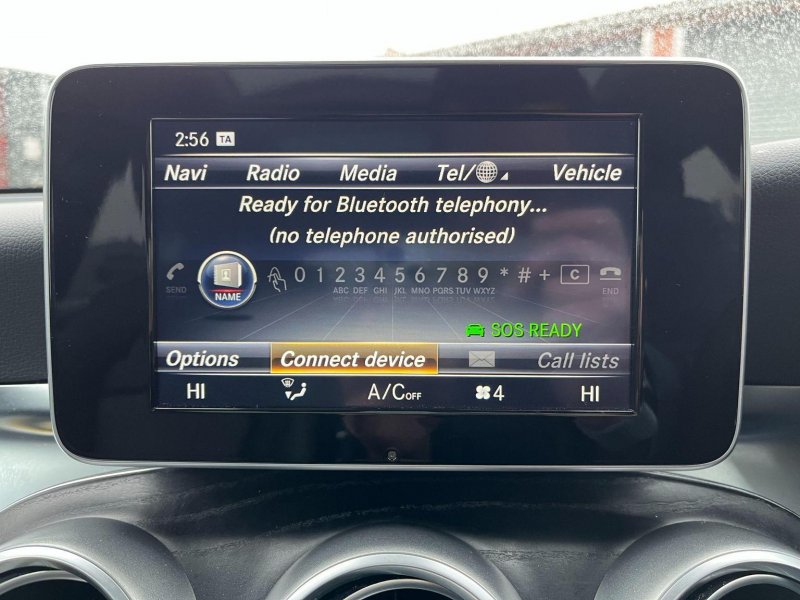 2:56 TA
Navi Radio Media Tel/ Vehicle
Ready for Bluetooth telephony...
(no telephone authorised)
SEND NAME 0 1 2 3 4 5 6 7 8 9 * # + C END
ABC DEF GHI JKL MNO PQRS TUV WXYZ
SOS READY
Options Connect device Call lists
HI A/C OFF 4 HI